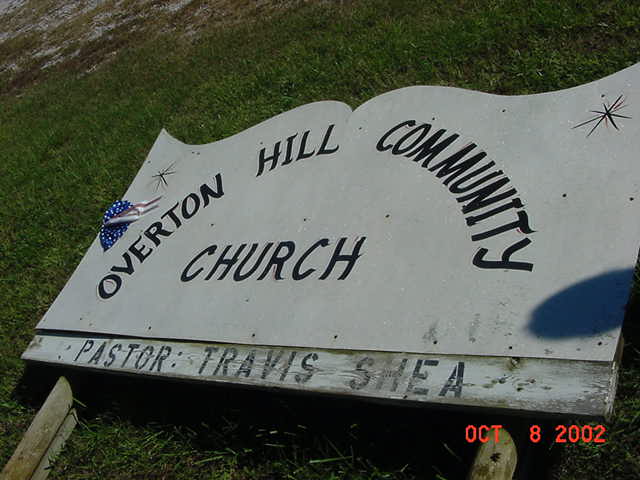 OVERTON HILL COMMUNITY
CHURCH
PASTOR: TRAVIS SHEA
OCT 8 2002